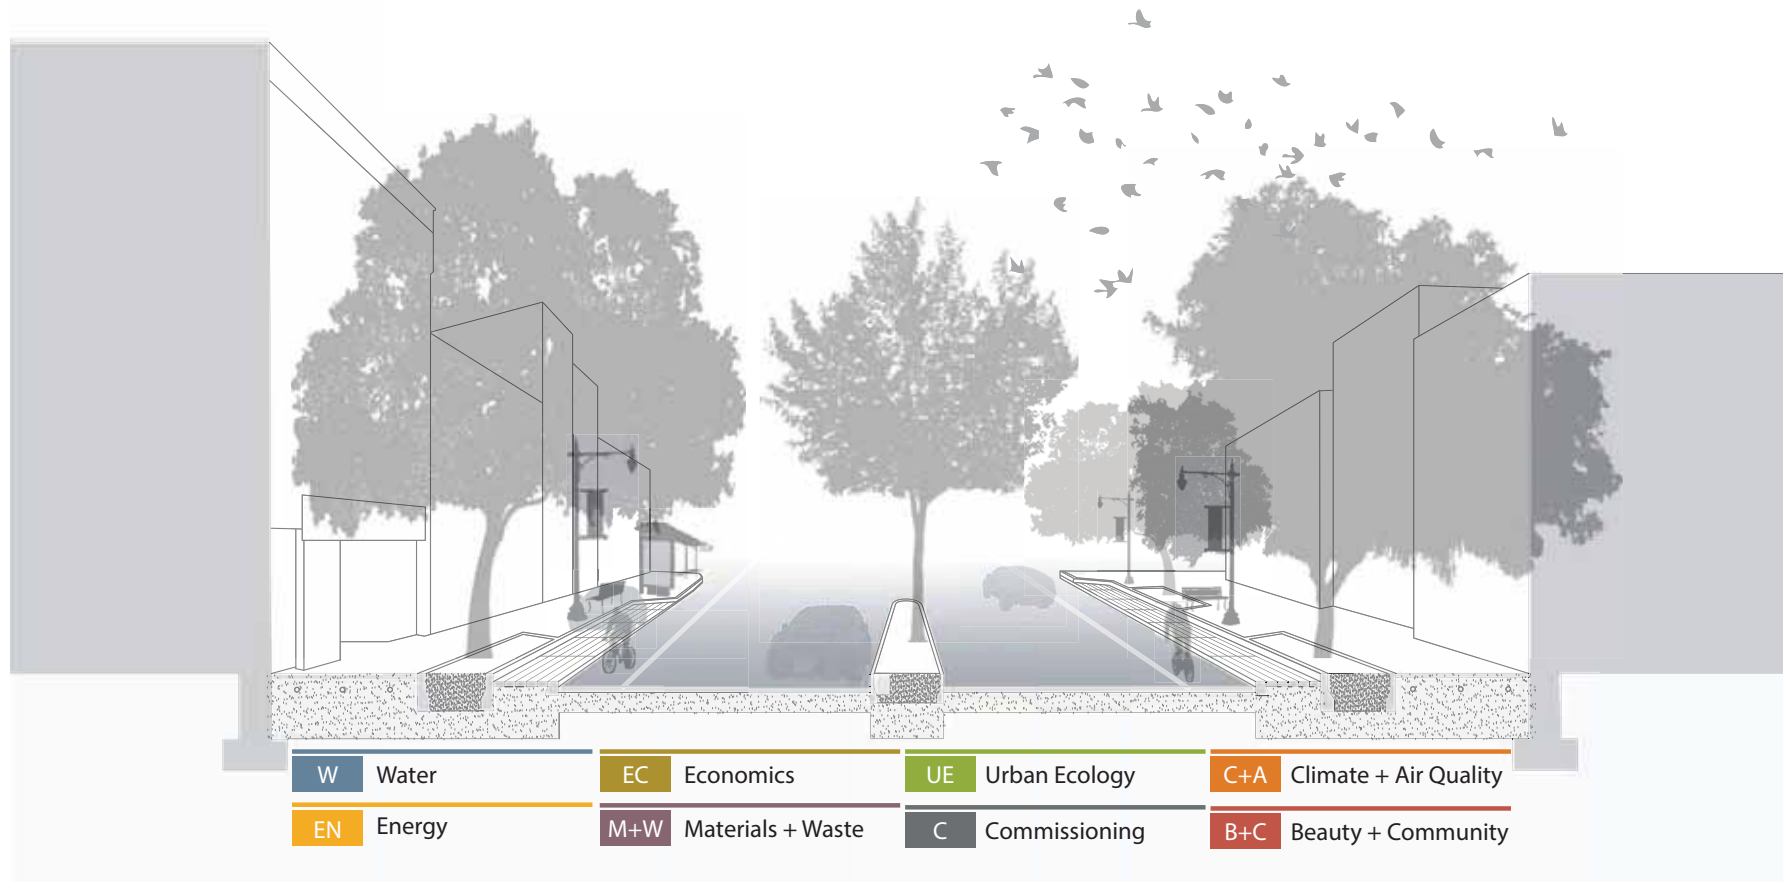 W Water EC Economics UE Urban Ecology C+A Climate + Air Quality
EN Energy M+W Materials + Waste C Commissioning B+C Beauty + Community